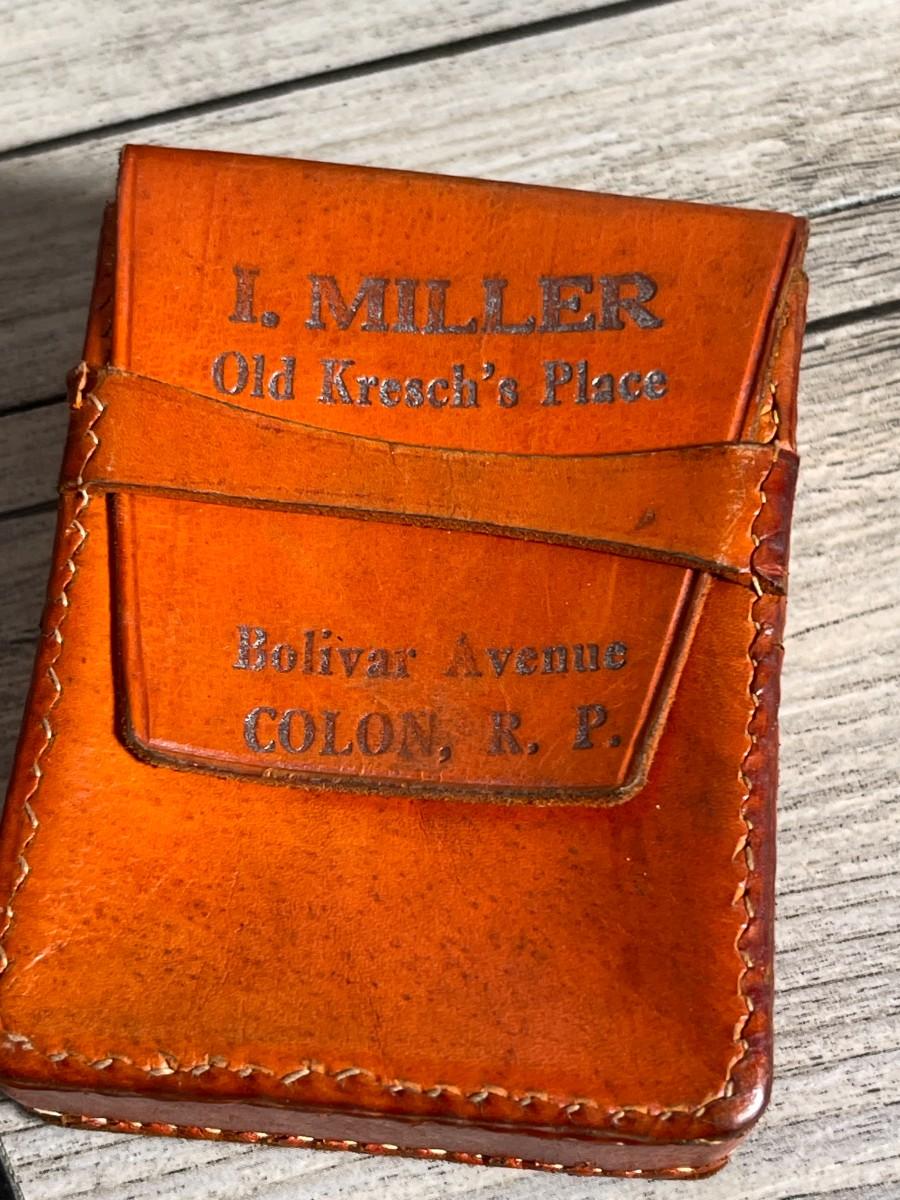 I. MILLER
Old Kresch's Place
Bolivar Avenue
COLON, R. P.